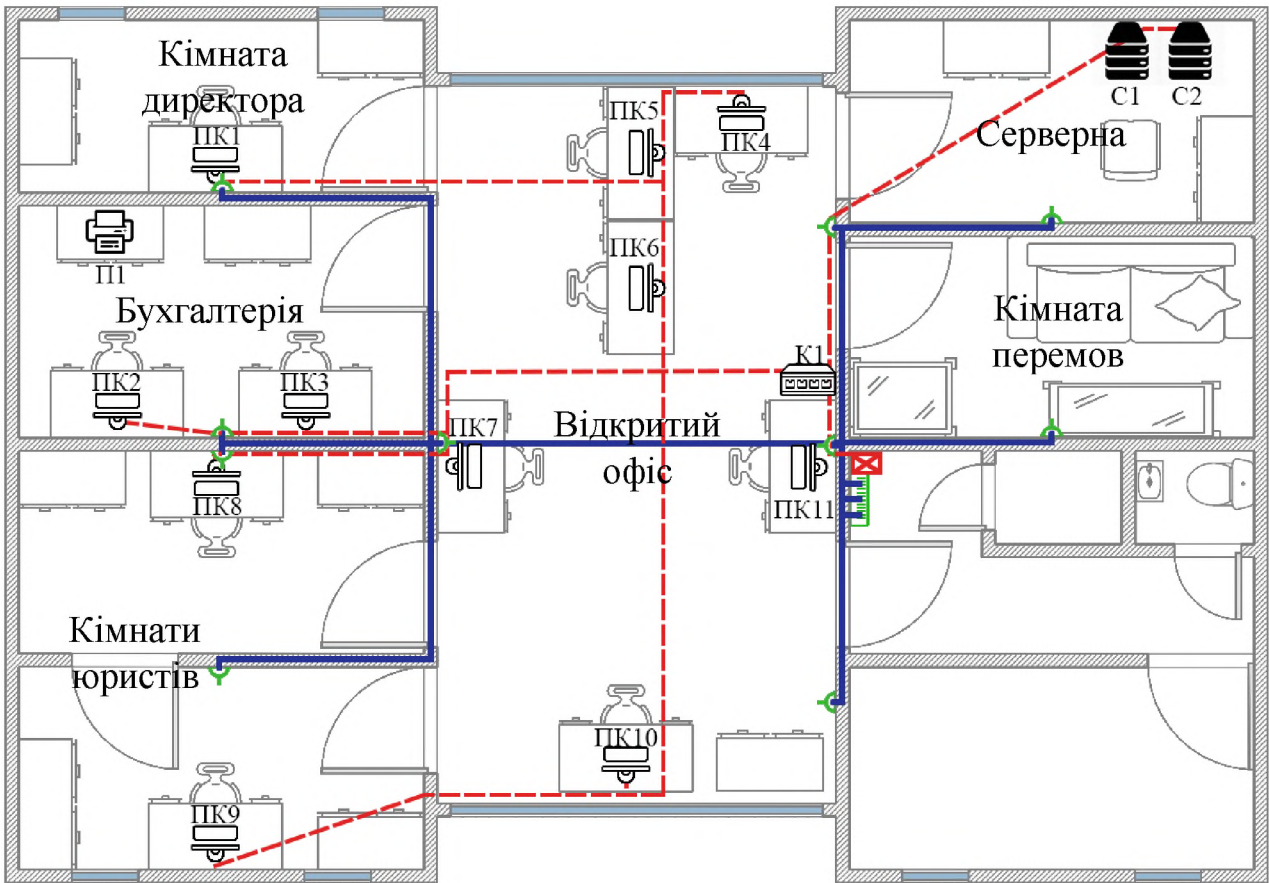 Кімната
директора
ПК1
П1
Бухгалтерія
ПК2
ПК3
ПК8
Кімнати
юристів
ПК9
ПК5
ПК4
ПК6
К1
ПК7
Відкритий
офіс
ПК11
ПК10
С1
С2
Серверна
Кімната
перемов